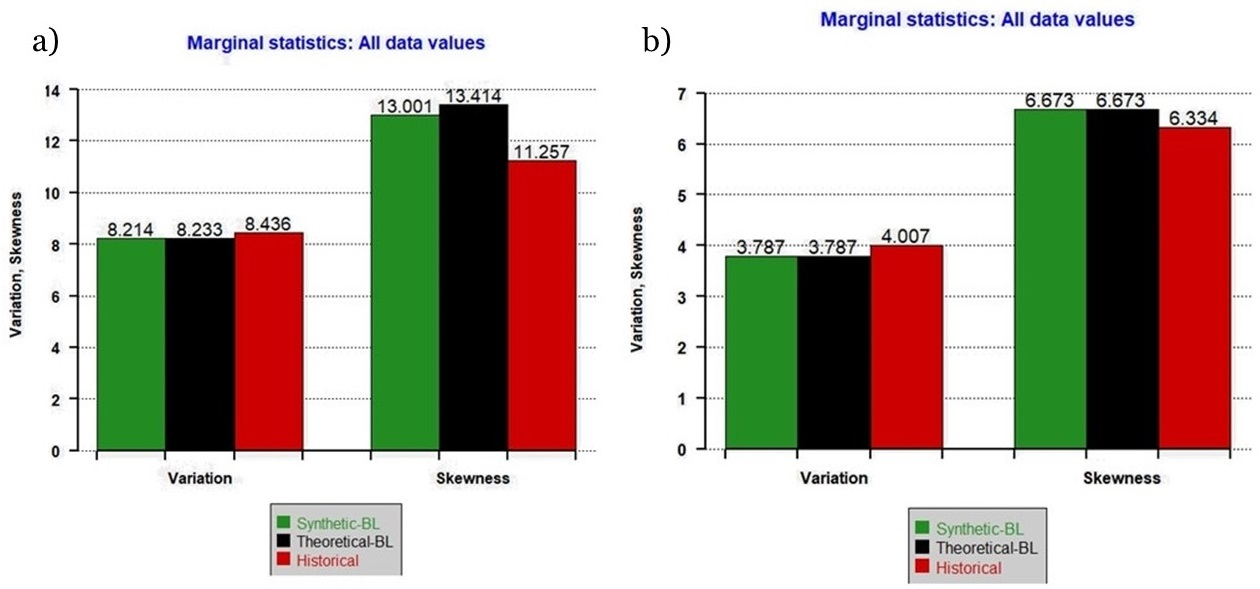 a)
Marginal statistics: All data values
Variation, Skewness
14
12
10
8
6
4
2
0
8.214
8.233
8.436
13.001
13.414
11.257
Variation
Skewness
Synthetic-BL
Theoretical-BL
Historical
b)
Marginal statistics: All data values
Variation, Skewness
7
6
5
4
3
2
1
0
3.787
3.787
4.007
6.673
6.673
6.334
Variation
Skewness
Synthetic-BL
Theoretical-BL
Historical